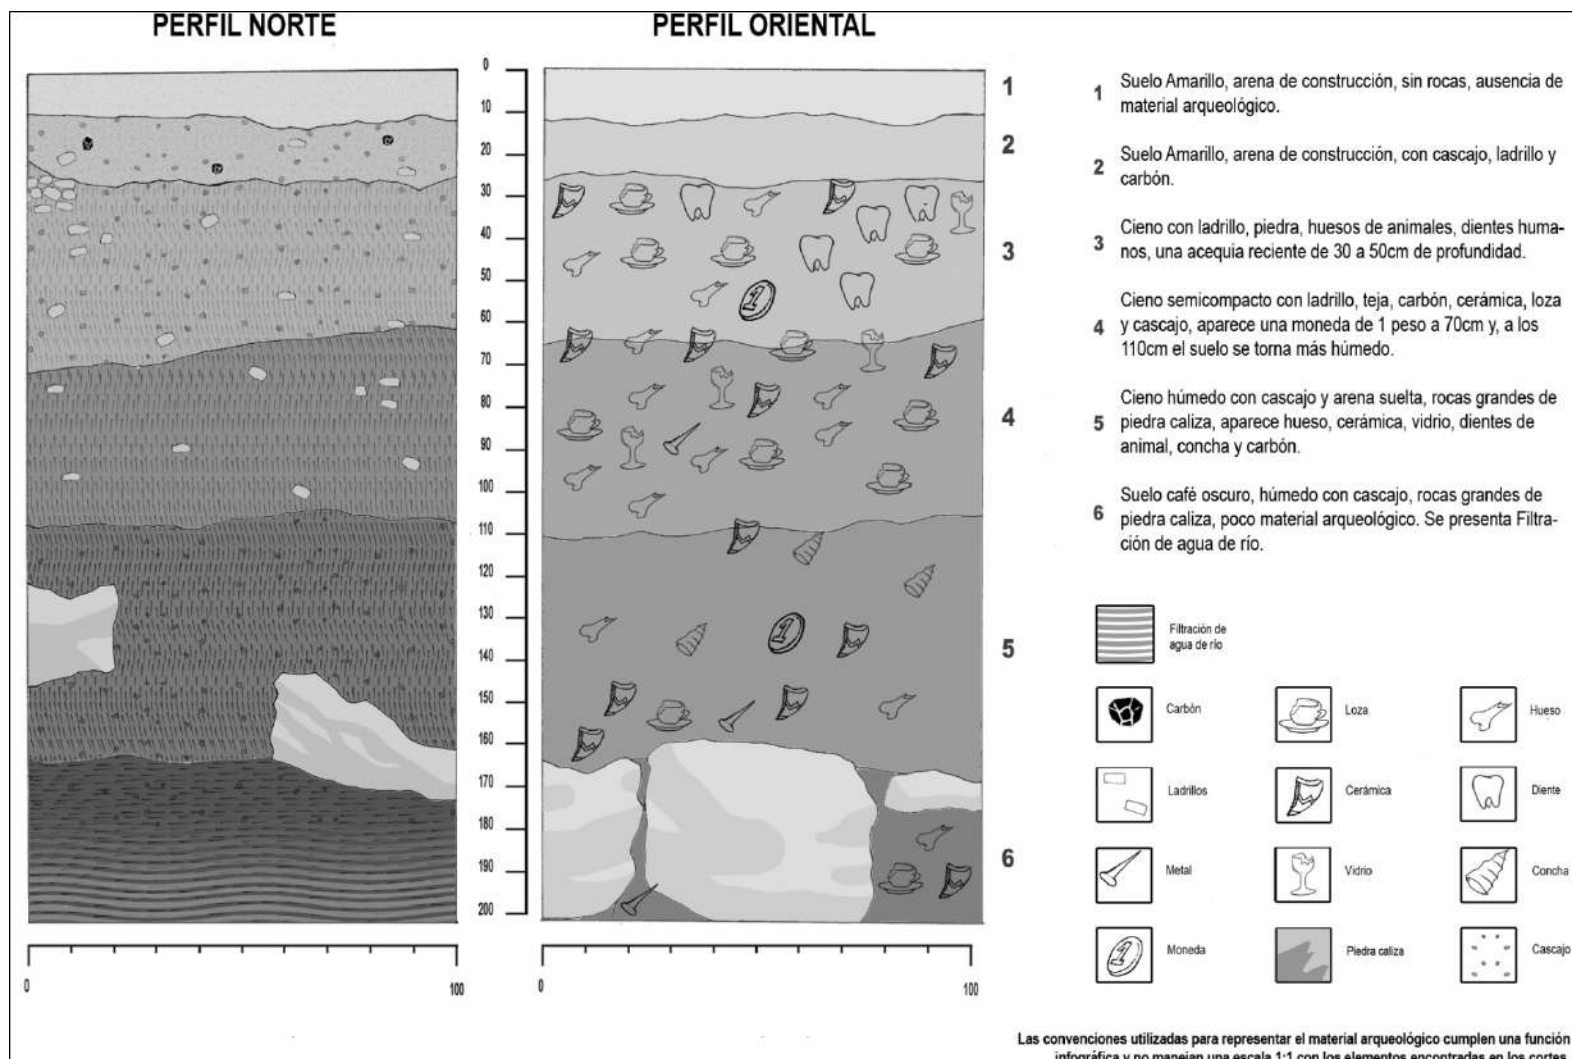 PERFIL NORTE
PERFIL ORIENTAL
0
10
20
30
40
50
60
70
80
90
100
110
120
130
140
150
160
170
180
190
200
0
100
0
100
1
2
3
4
5
6
1 Suelo Amarillo, arena de construcción, sin rocas, ausencia de
material arqueológico.
2 Suelo Amarillo, arena de construcción, con cascajo, ladrillo y
carbón.
3 Cieno con ladrillo, piedra, huesos de animales, dientes huma-
nos, una acequia reciente de 30 a 50cm de profundidad.
4 Cieno semicompacto con ladrillo, teja, carbón, cerámica, loza
y cascajo, aparece una moneda de 1 peso a 70cm y, a los
110cm el suelo se torna más húmedo.
5 Cieno húmedo con cascajo y arena suelta, rocas grandes de
piedra caliza, aparece hueso, cerámica, vidrio, dientes de
animal, concha y carbón.
6 Suelo café oscuro, húmedo con cascajo, rocas grandes de
piedra caliza, poco material arqueológico. Se presenta Filtra-
ción de agua de río.
Filtración de
agua de río
Carbón
Loza
Hueso
Ladrillos
Cerámica
Diente
Metal
Vidrio
Concha
Moneda
Piedra caliza
Cascajo
Las convenciones utilizadas para representar el material arqueológico cumplen una función
infográfica y no manejan una escala 1:1 con los elementos encontrados en los cortes